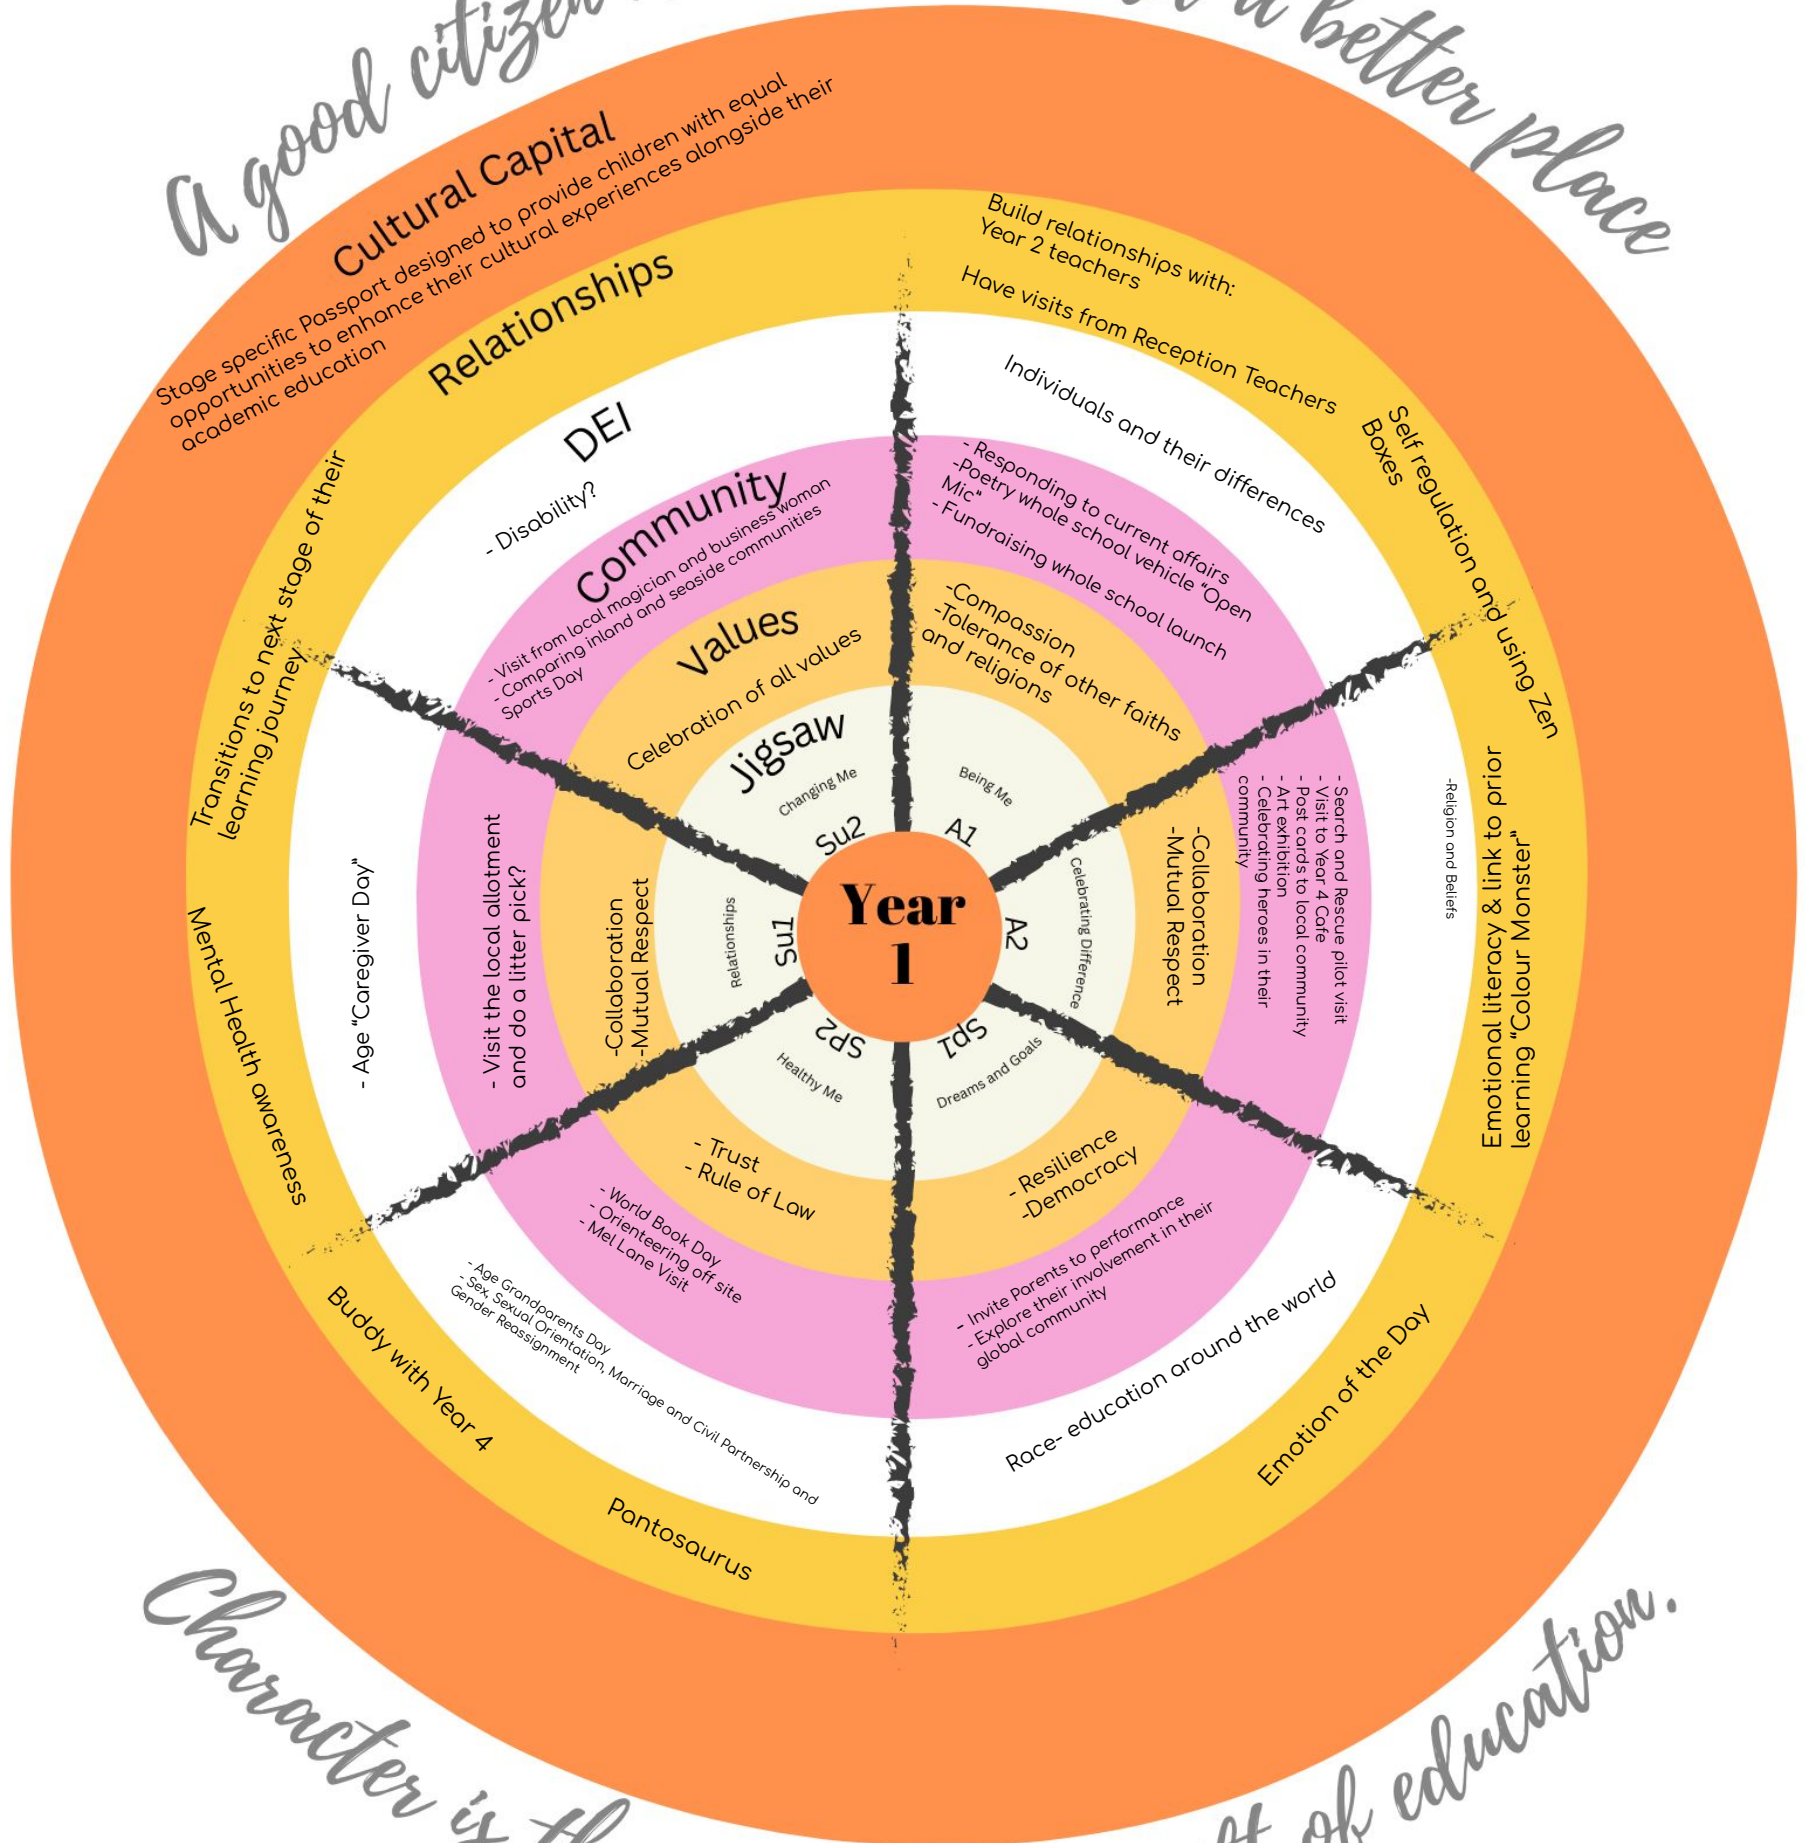 A good citizen
a better place
Cultural Capital
Stage specific Passport designed to provide children with equal
opportunities to enhance their cultural experiences alongside their
academic education
Relationships
Build relationships with:
Year 2 teachers
Have visits from Reception Teachers
Self regulation and using Zen
Boxes
Emotional literacy & link to prior
learning "Colour Monster"
Emotion of the Day
Pantosaurus
Buddy with Year 4
Mental Health awareness
Transitions to next stage of their
learning journey
DEI
- Disability?
Individuals and their differences
-Religion and Beliefs
Race- education around the world
- Age Grandparents Day
- Sex, Sexual Orientation, Marriage and Civil Partnership and
Gender Reassignment
- Age "Caregiver Day"
Community
- Visit from local magician and business woman
- Comparing inland and seaside communities
Sports Day
- Responding to current affairs
-Poetry whole school vehicle "Open
Mic"
- Fundraising whole school launch
- Search and Rescue pilot visit
- Visit to Year 4 Cafe
- Post cards to local community
- Art exhibition
- Celebrating heroes in their
community
- Invite Parents to performance
- Explore their involvement in their
global community
- World Book Day
- Orienteering off site
- Mel Lane Visit
- Visit the local allotment
and do a litter pick?
Values
Celebration of all values
-Compassion
-Tolerance of other faiths
and religions
-Collaboration
-Mutual Respect
- Resilience
-Democracy
- Trust
- Rule of Law
-Collaboration
-Mutual Respect
Jigsaw
Changing Me
Su2
Being Me
A1
Celebrating Difference
A2
Dreams and Goals
Sp1
Healthy Me
SP2
Relationships
Su1
Year
1
Character is
of education.